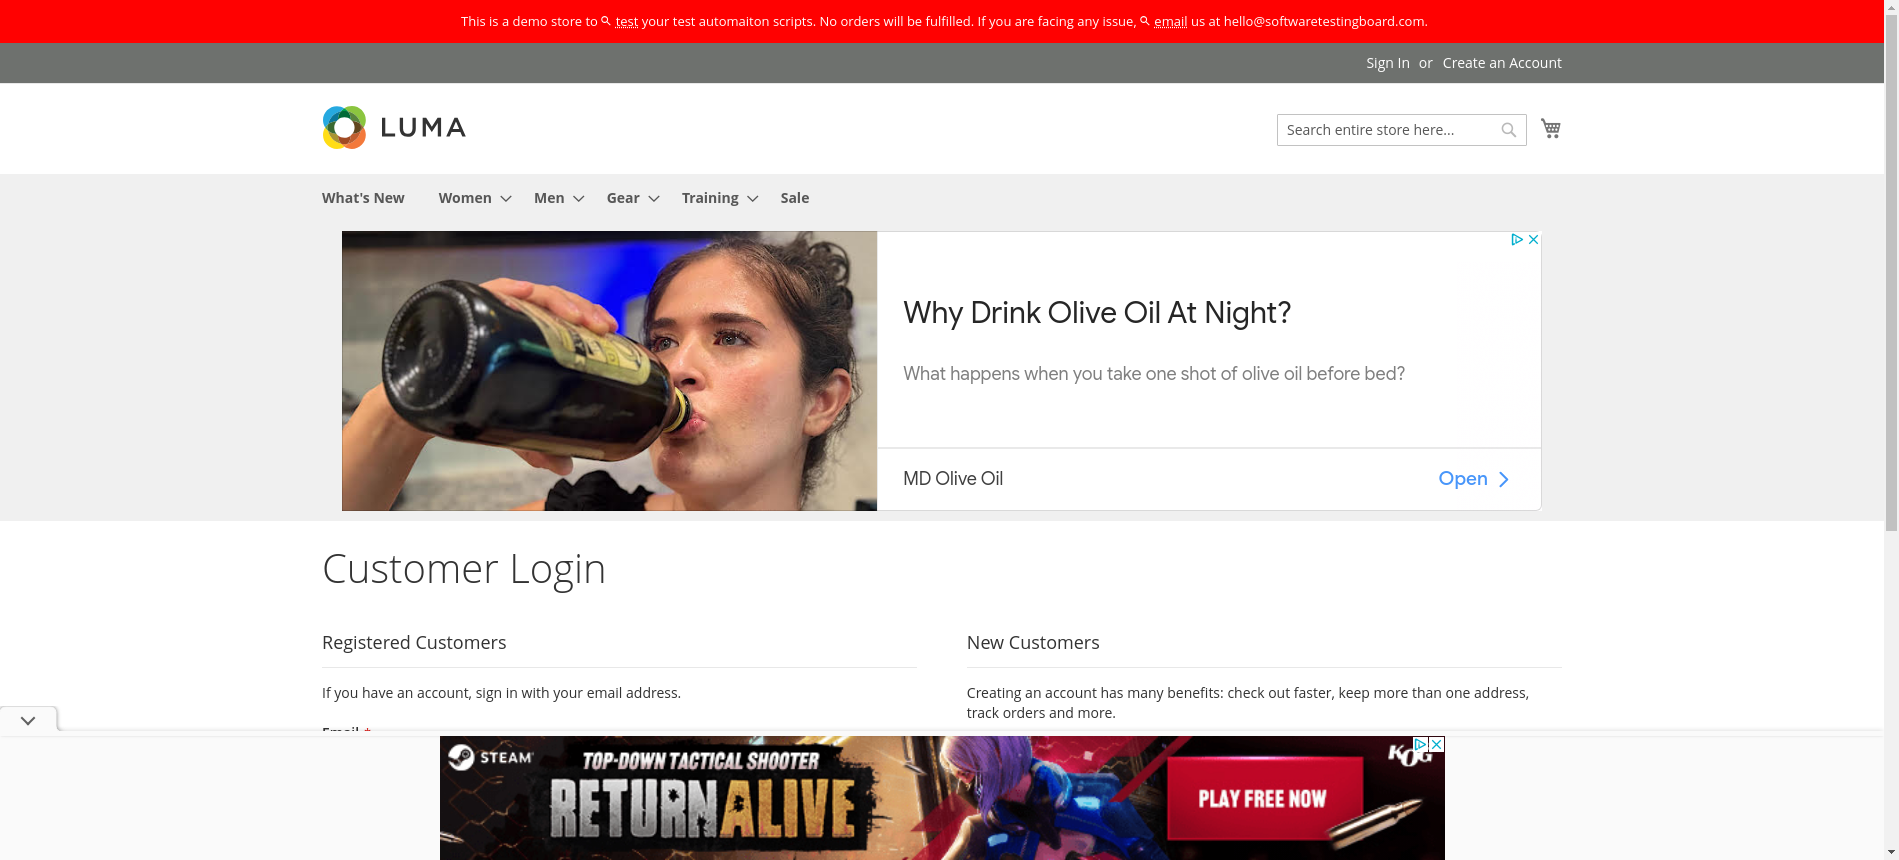 This is a demo store to test your test automaiton scripts. No orders will be fulfilled. If you are facing any issue, email us at hello@softwaretestingboard.com.
Sign In or Create an Account
LUMA
Search entire store here...
What's New Women Men Gear Training Sale
Why Drink Olive Oil At Night?
What happens when you take one shot of olive oil before bed?
MD Olive Oil
Open
Customer Login
Registered Customers
If you have an account, sign in with your email address.
Email *
New Customers
Creating an account has many benefits: check out faster, keep more than one address,
track orders and more.
STEAM
TOP-DOWN TACTICAL SHOOTER
RETURN ALIVE
PLAY FREE NOW
KOG